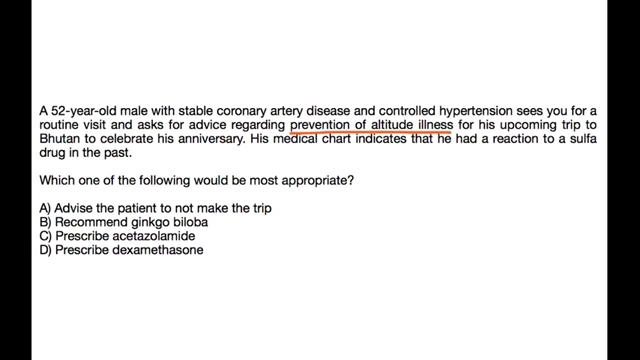 A 52-year-old male with stable coronary artery disease and controlled hypertension sees you for a
routine visit and asks for advice regarding prevention of altitude illness for his upcoming trip to
Bhutan to celebrate his anniversary. His medical chart indicates that he had a reaction to a sulfa
drug in the past.
Which one of the following would be most appropriate?
A) Advise the patient to not make the trip
B) Recommend ginkgo biloba
C) Prescribe acetazolamide
D) Prescribe dexamethasone